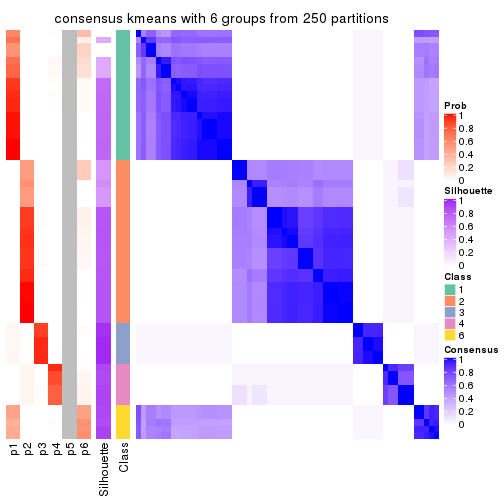 consensus kmeans with 6 groups from 250 partitions
Prob
1
0.8
0.6
0.4
0.2
0
Silhouette
1
0.8
0.6
0.4
0.2
0
Class
1
2
3
4
6
Consensus
1
0.8
0.6
0.4
0.2
0
p1
p2
p3
p4
p5
p6
Silhouette
Class